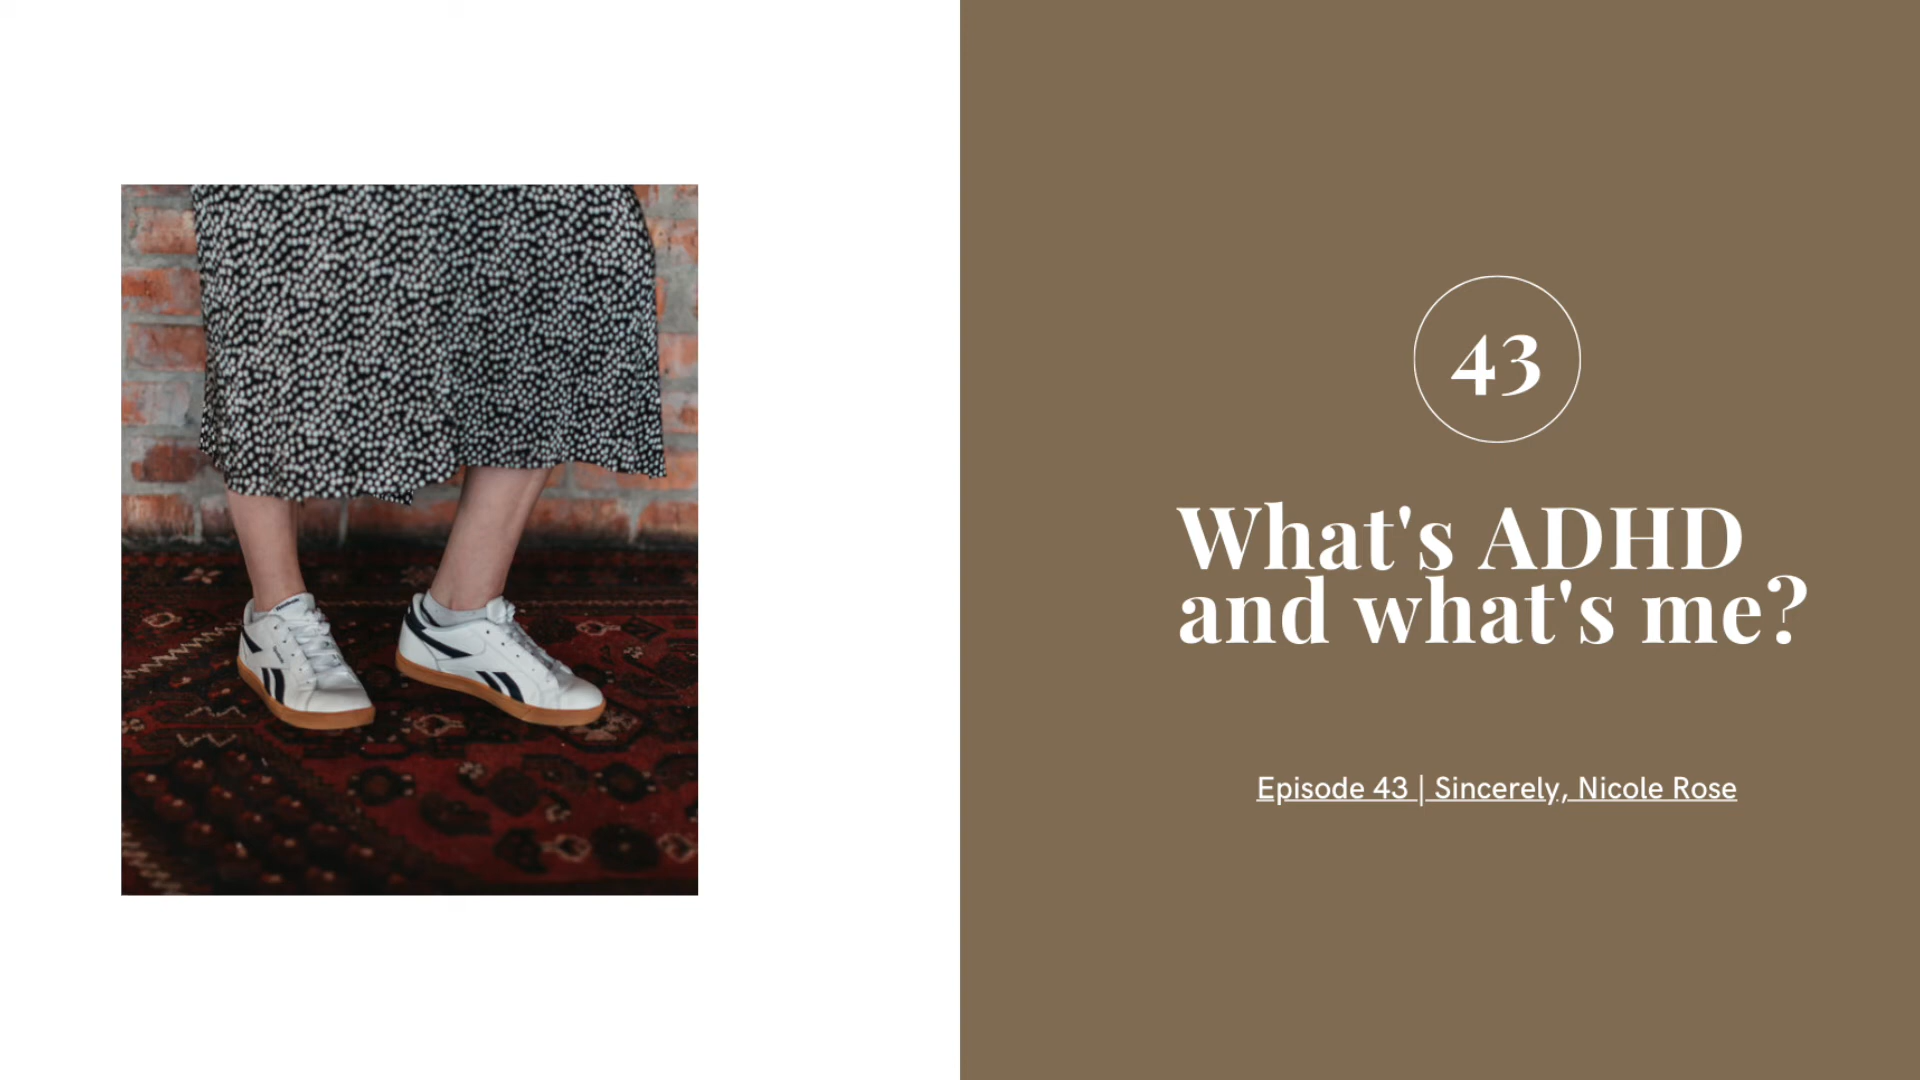 43
What's ADHD
and what's me?
Episode 43 | Sincerely, Nicole Rose